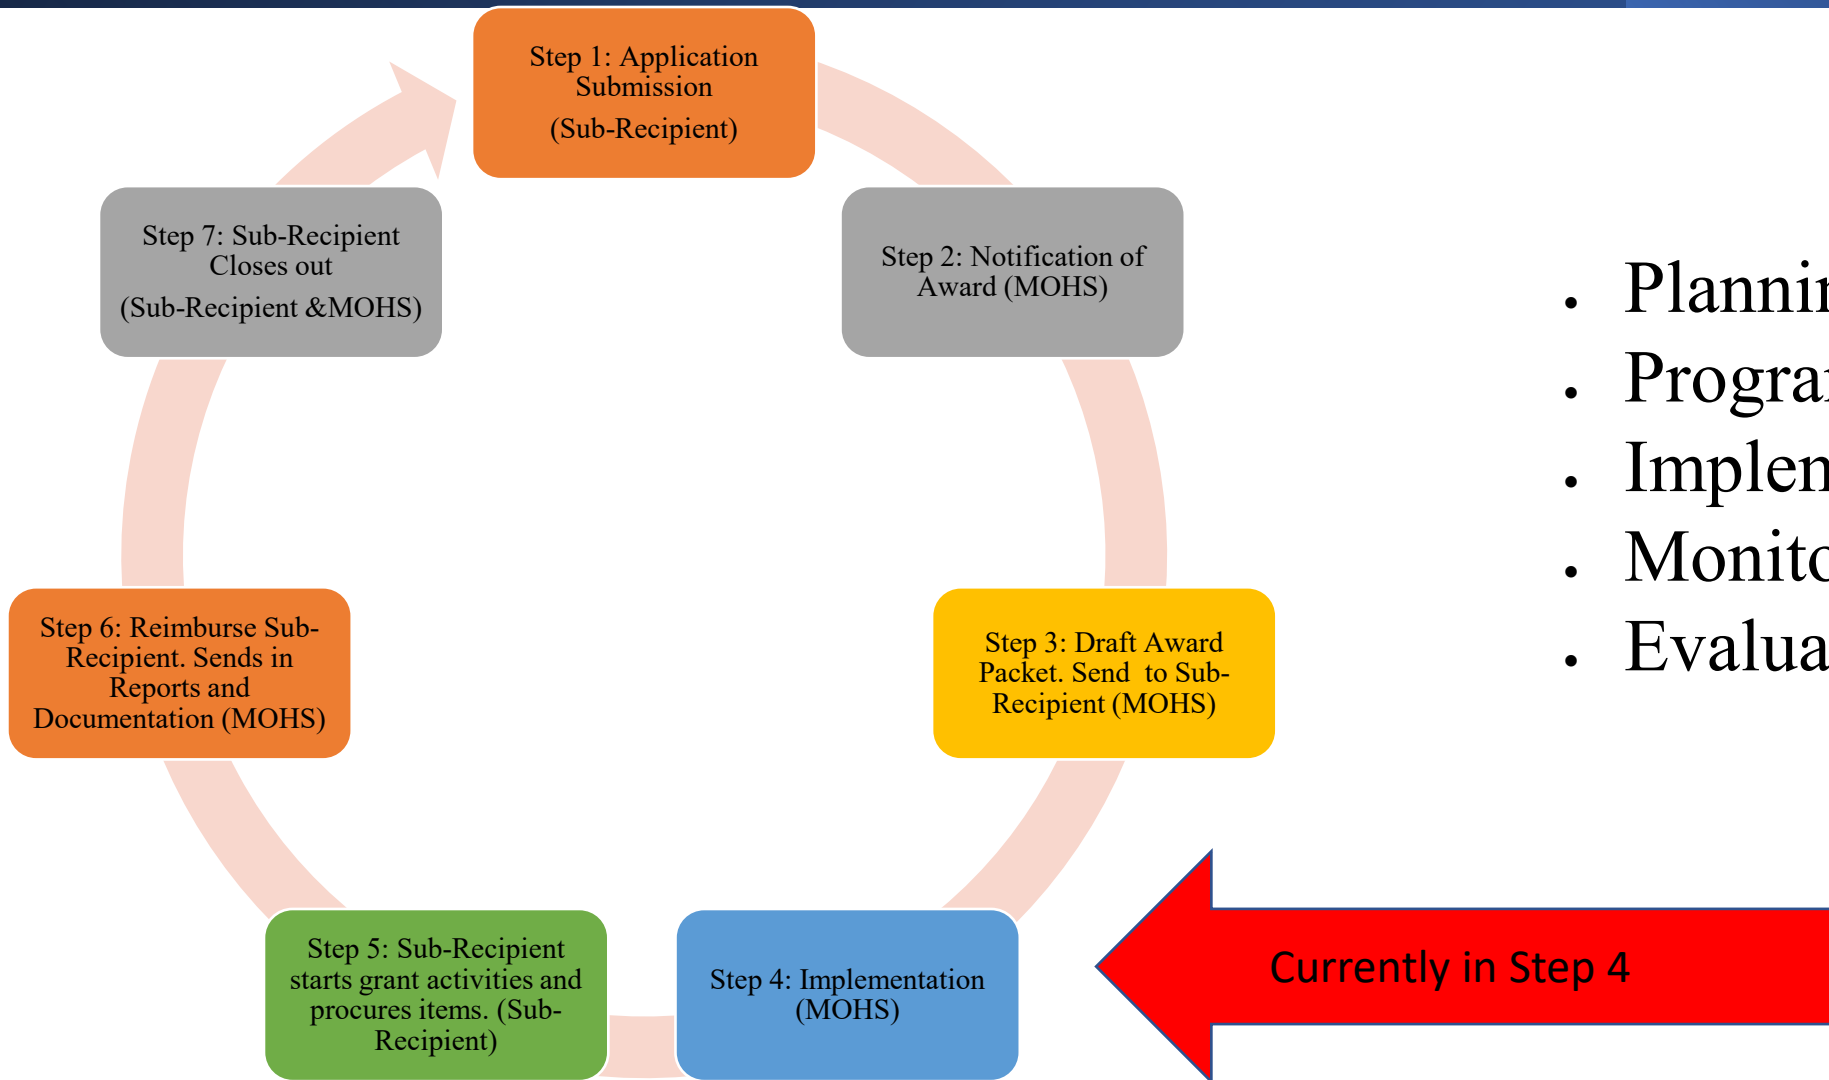 Step 1: Application
Submission
(Sub-Recipient)
Step 2: Notification of
Award (MOHS)
Step 3: Draft Award
Packet. Send to Sub-
Recipient (MOHS)
Step 4: Implementation
(MOHS)
Step 5: Sub-Recipient
starts grant activities and
procures items. (Sub-
Recipient)
Step 6: Reimburse Sub-
Recipient. Sends in
Reports and
Documentation (MOHS)
Step 7: Sub-Recipient
Closes out
(Sub-Recipient &MOHS)
Currently in Step 4